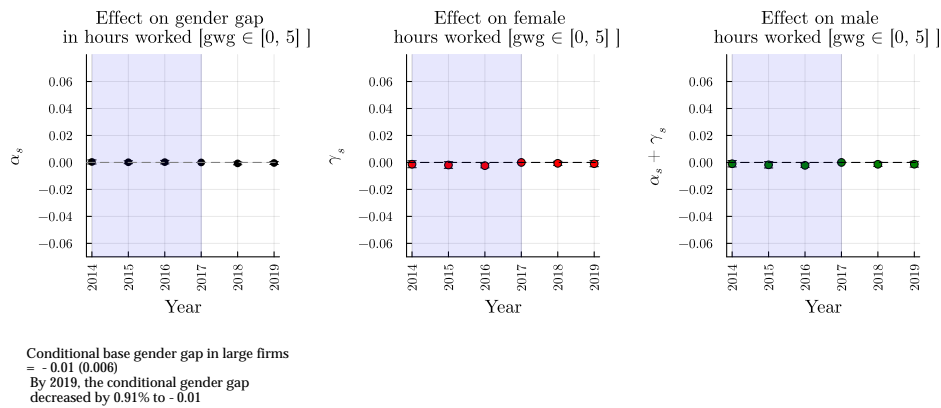 Effect on gender gap
in hours worked [gwg ∈ [0, 5] ]
α_s
0.06
0.04
0.02
0.00
−0.02
−0.04
−0.06
2014
2015
2016
2017
2018
2019
Year
Effect on female
hours worked [gwg ∈ [0, 5] ]
γ_s
0.06
0.04
0.02
0.00
−0.02
−0.04
−0.06
2014
2015
2016
2017
2018
2019
Year
Effect on male
hours worked [gwg ∈ [0, 5] ]
α_s + γ_s
0.06
0.04
0.02
0.00
−0.02
−0.04
−0.06
2014
2015
2016
2017
2018
2019
Year
Conditional base gender gap in large firms
= - 0.01 (0.006)
By 2019, the conditional gender gap
decreased by 0.91% to - 0.01